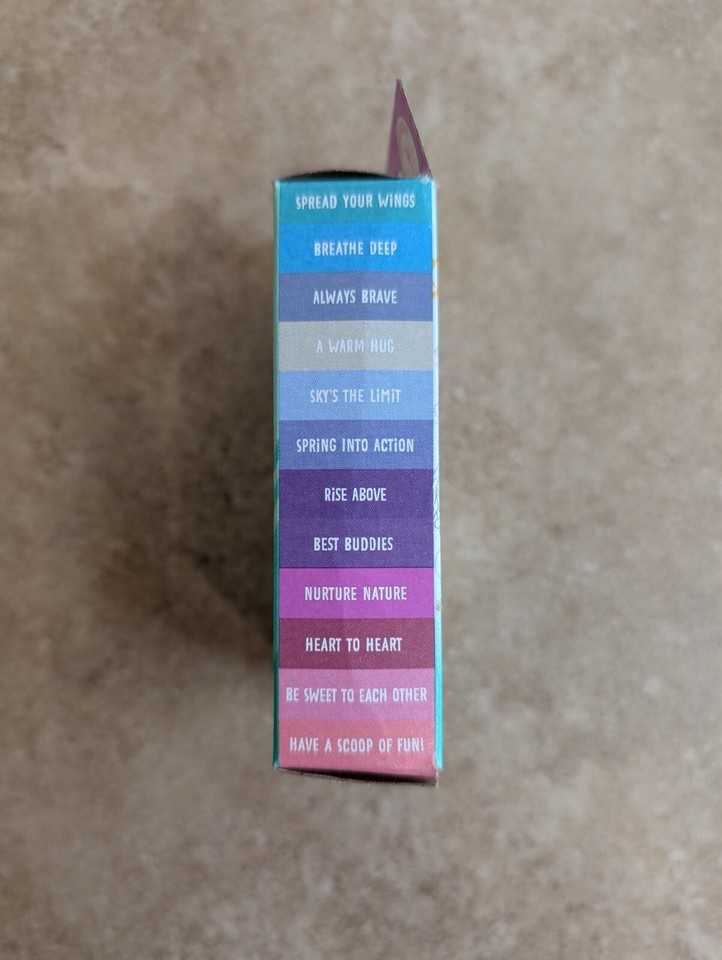 SPREAD YOUR WINGS
BREATHE DEEP
ALWAYS BRAVE
A WARM HUG
SKY'S THE LIMIT
SPRING INTO ACTION
RISE ABOVE
BEST BUDDIES
NURTURE NATURE
HEART TO HEART
BE SWEET TO EACH OTHER
HAVE A SCOOP OF FUN!